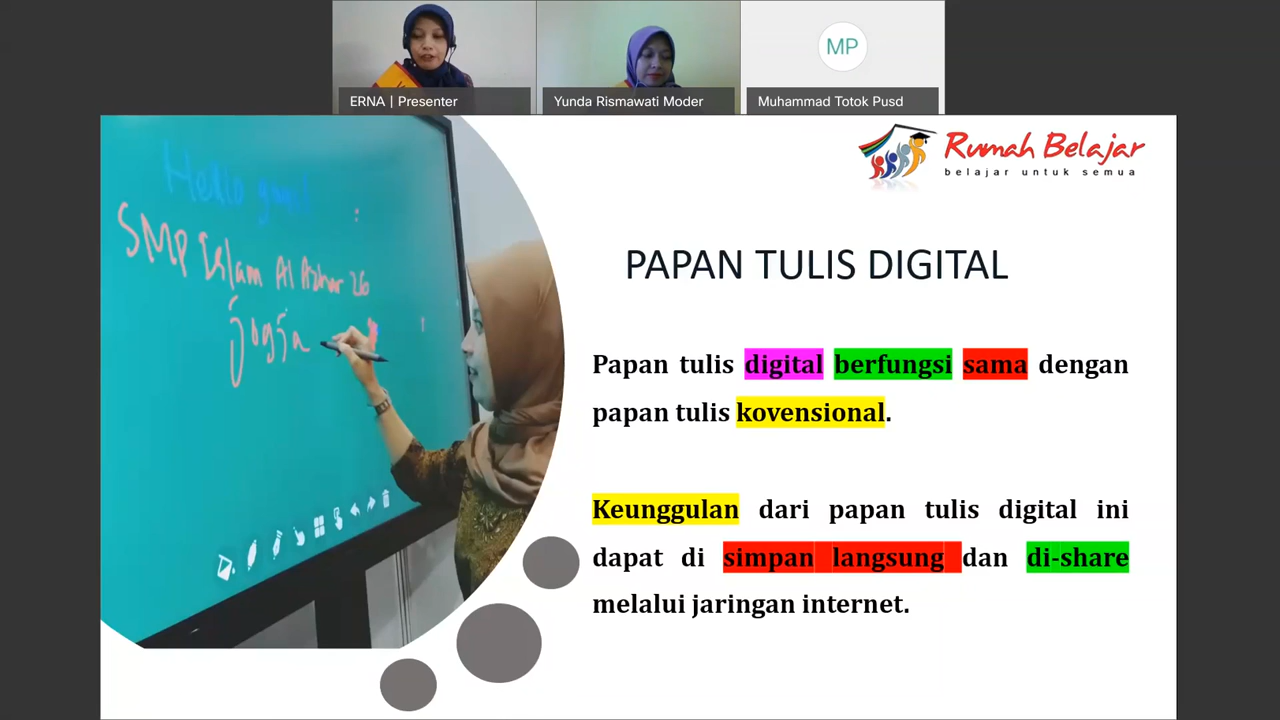 ERNA | Presenter
Yunda Rismawati Moder
MP
Muhammad Totok Pusd
Rumah Belajar
belajar untuk semua
Hello
SMP Islam Al Azhar 26
jogja
PAPAN TULIS DIGITAL
Papan tulis digital berfungsi sama dengan
papan tulis kovensional.
Keunggulan dari papan tulis digital ini
dapat di simpan langsung dan di-share
melalui jaringan internet.